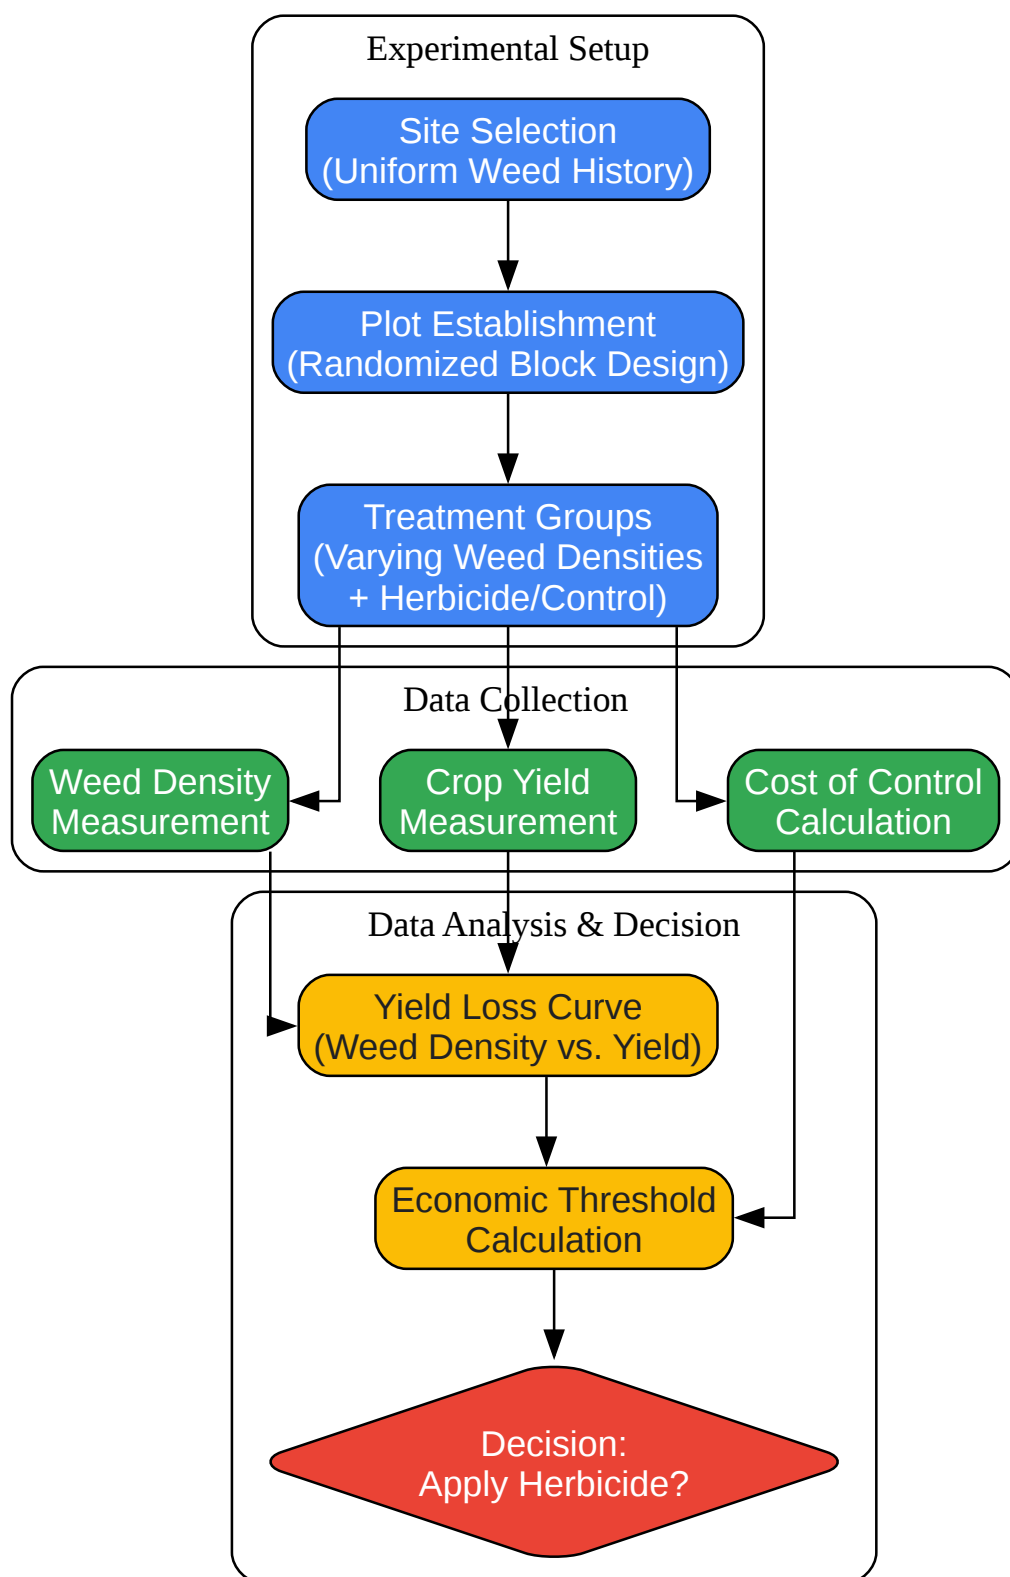 Experimental Setup
Site Selection
(Uniform Weed History)
Plot Establishment
(Randomized Block Design)
Treatment Groups
(Varying Weed Densities
+ Herbicide/Control)
Data Collection
Weed Density
Measurement
Crop Yield
Measurement
Cost of Control
Calculation
Data Analysis & Decision
Yield Loss Curve
(Weed Density vs. Yield)
Economic Threshold
Calculation
Decision:
Apply Herbicide?